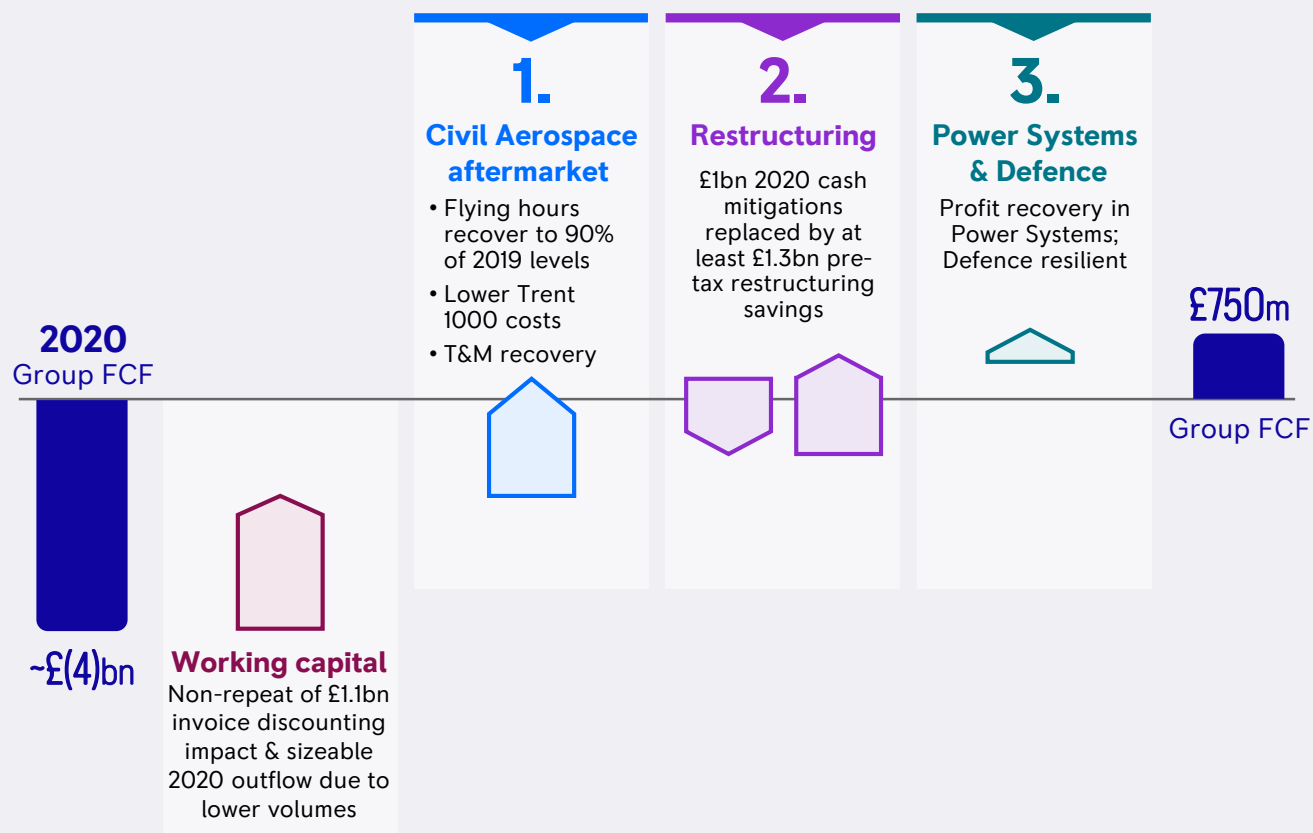 2020
Group FCF
~£(4)bn
Working capital
Non-repeat of £1.1bn
invoice discounting
impact & sizeable
2020 outflow due to
lower volumes
1.
Civil Aerospace
aftermarket
• Flying hours
recover to 90%
of 2019 levels
• Lower Trent
1000 costs
• T&M recovery
2.
Restructuring
£1bn 2020 cash
mitigations
replaced by at
least £1.3bn pre-
tax restructuring
savings
3.
Power Systems
& Defence
Profit recovery in
Power Systems;
Defence resilient
£750m
Group FCF